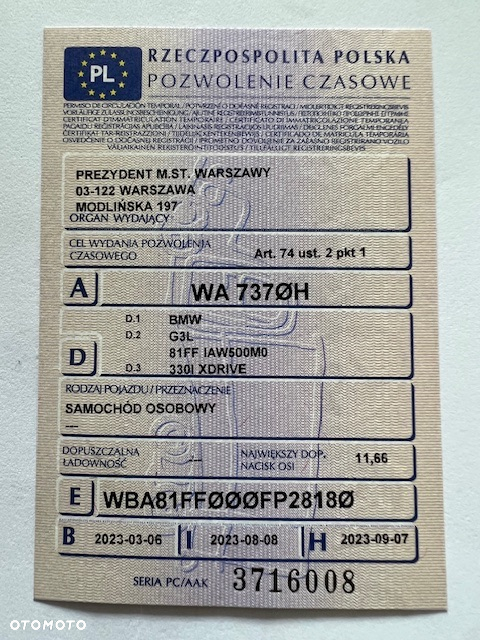 PL
RZECZPOSPOLITA POLSKA
POZWOLENIE CZASOWE
PREZYDENT M.ST. WARSZAWY
03-122 WARSZAWA
MODLIŃSKA 197
ORGAN WYDAJĄCY
CEL WYDANIA POZWOLENIA
CZASOWEGO
Art. 74 ust. 2 pkt 1
A
WA 737ØH
D.1 BMW
D.2 G3L
81FF IAW500M0
D
D.3 330I XDRIVE
RODZAJ POJAZDU / PRZEZNACZENIE
SAMOCHÓD OSOBOWY
---
DOPUSZCZALNA
ŁADOWNOŚĆ
---
NAJWIĘKSZY DOP.
NACISK OSI
11,66
E
WBA81FFØØØFP2818Ø
B 2023-03-06 I 2023-08-08 H 2023-09-07
SERIA PC/AAK 3716008
OTOMOTO